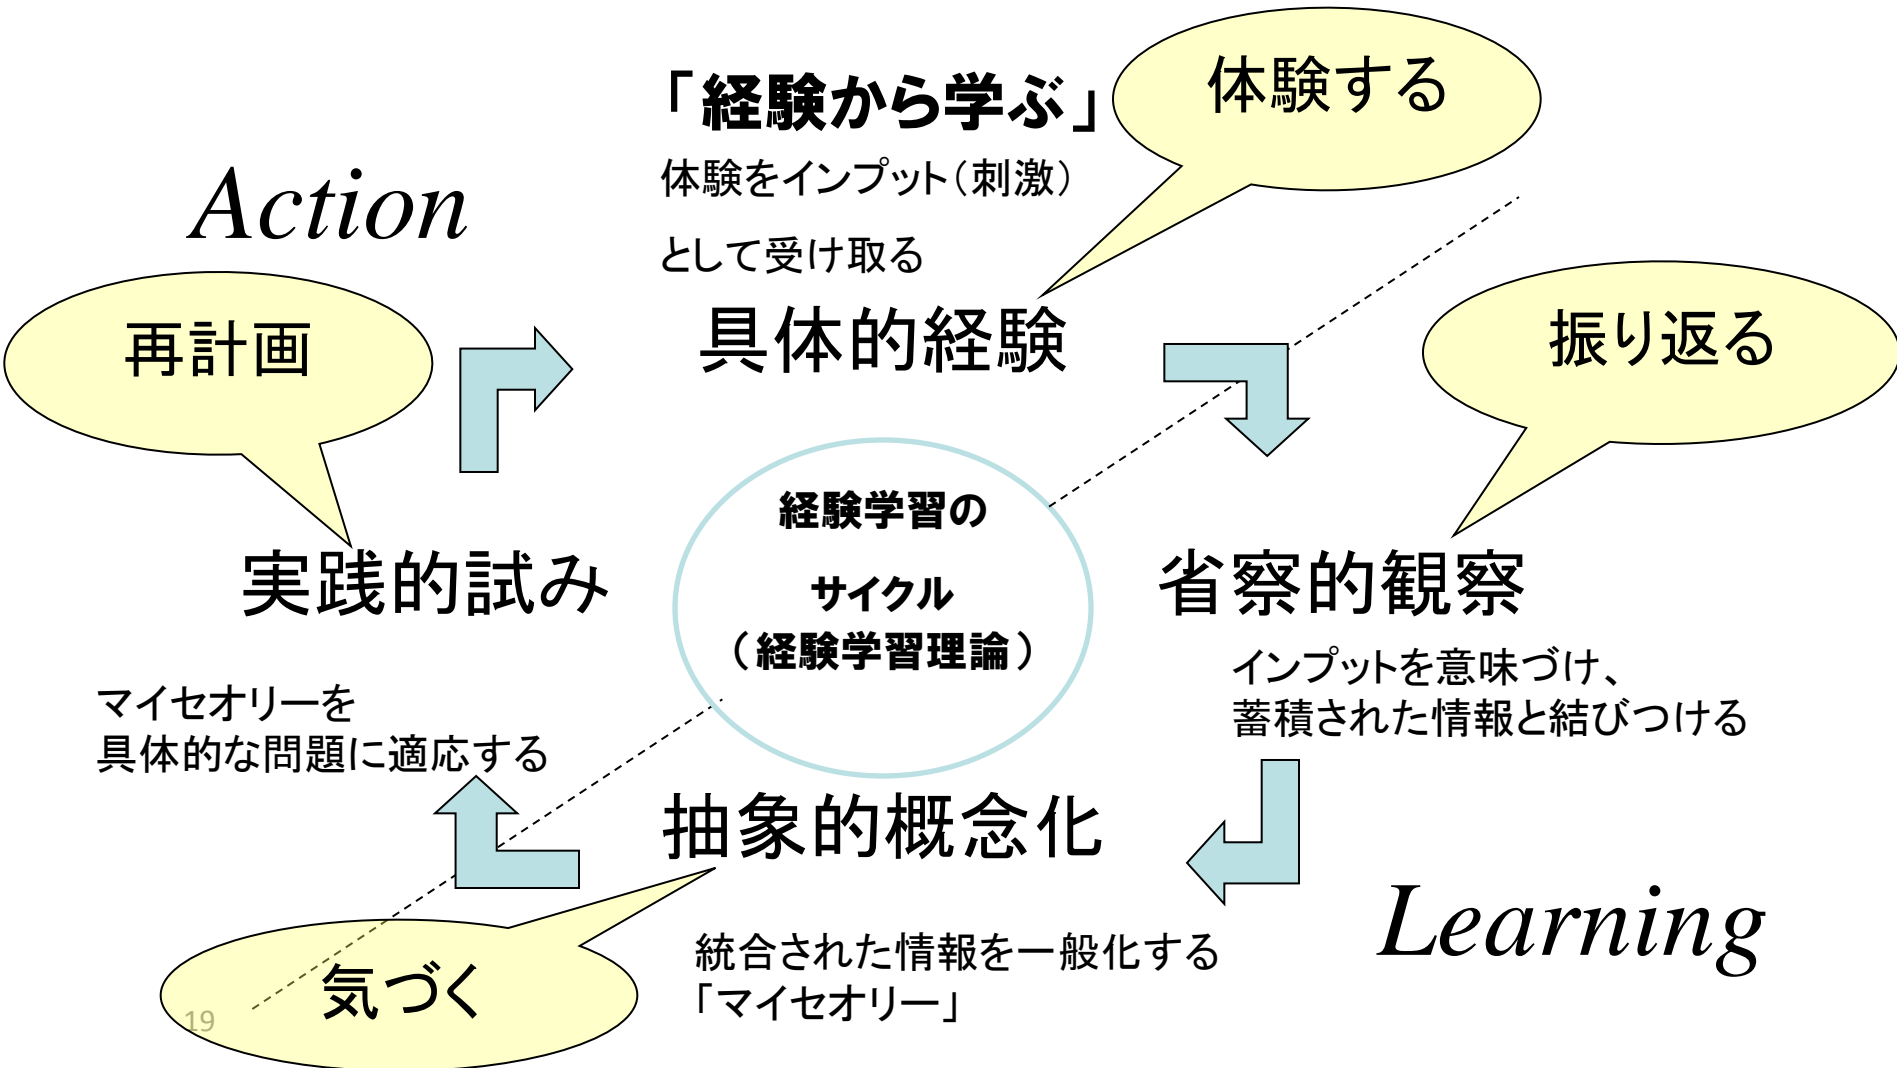 「経験から学ぶ」
体験する
体験をインプット（刺激）
として受け取る
Action
再計画
具体的経験
振り返る
経験学習の
サイクル
（経験学習理論）
実践的試み
省察的観察
インプットを意味づけ、
蓄積された情報と結びつける
マイセオリーを
具体的な問題に適応する
抽象的概念化
Learning
統合された情報を一般化する
「マイセオリー」
気づく
19